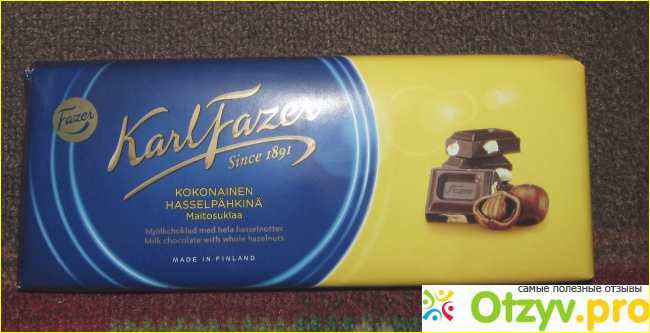 Fazer
Karl Fazer
Since 1891
KOKONAINEN
HASSELPÄHKINÄ
Maitosuklaa
Mjölkchoklad med hela hasselnötter
Milk chocolate with whole hazelnuts
MADE IN FINLAND
Fazer
самые полезные отзывы
Otzyv.pro